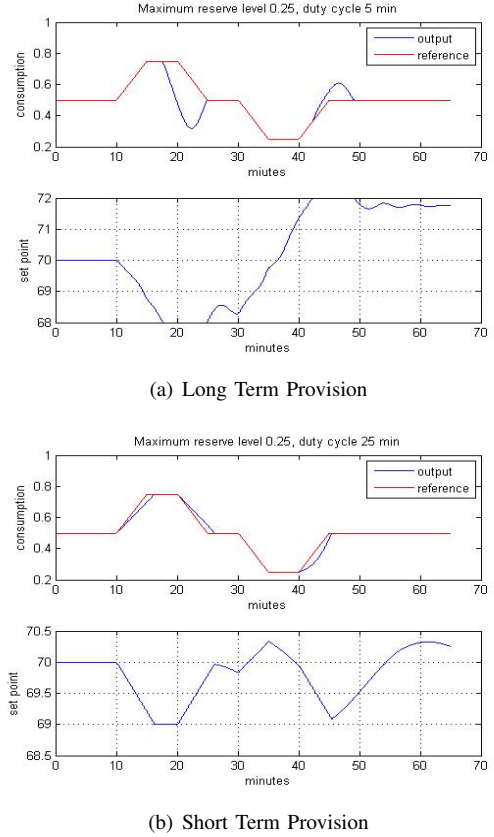 Maximum reserve level 0.25, duty cycle 5 min
1
0.8
0.6
0.4
0.2
consumption
output
reference
0 10 20 30 40 50 60 70
miutes
72
71
70
69
68
set point
0 10 20 30 40 50 60 70
minutes
(a) Long Term Provision
Maximum reserve level 0.25, duty cycle 25 min
1
0.8
0.6
0.4
0.2
consumption
output
reference
0 10 20 30 40 50 60 70
miutes
70.5
70
69.5
69
68.5
set point
0 10 20 30 40 50 60 70
minutes
(b) Short Term Provision